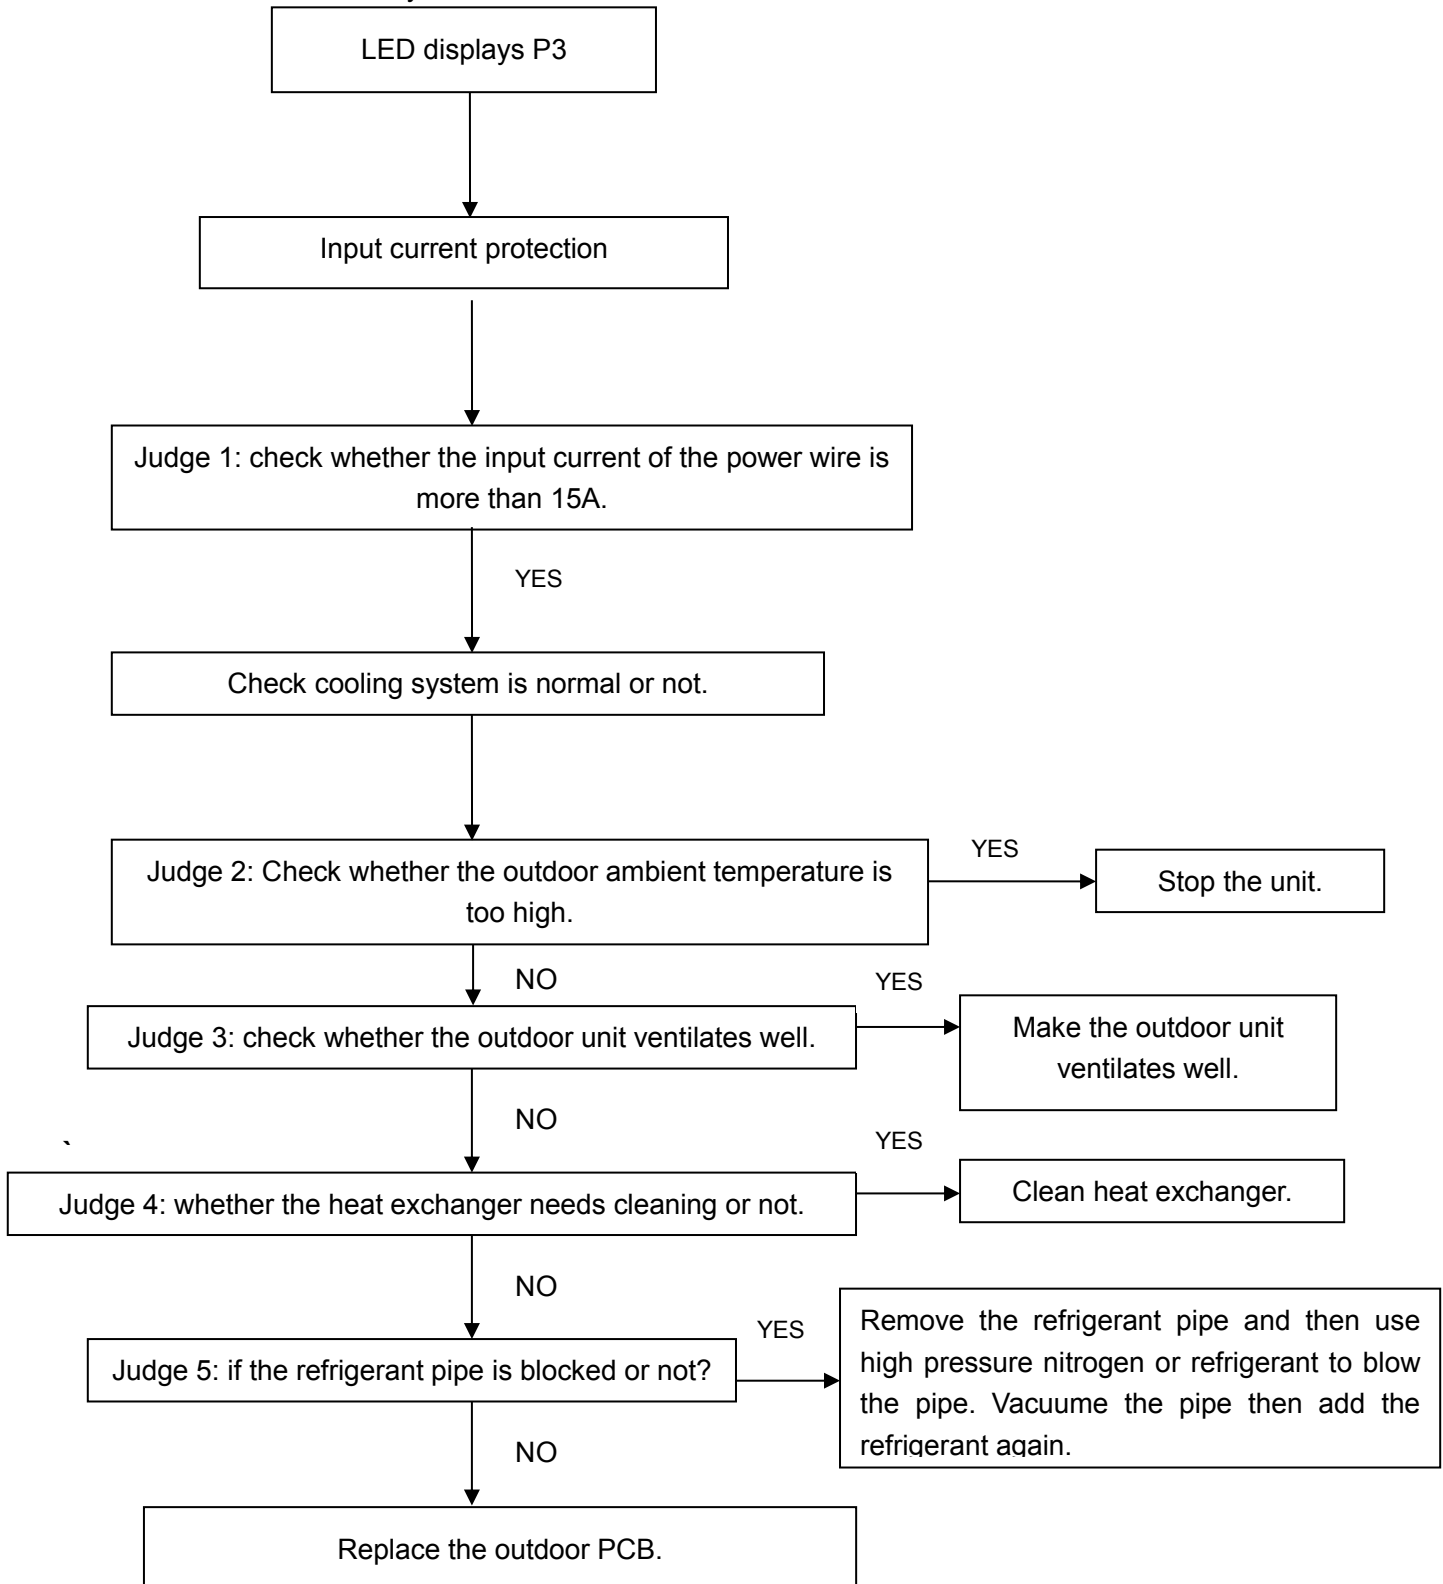 LED displays P3
Input current protection
Judge 1: check whether the input current of the power wire is
more than 15A.
YES
Check cooling system is normal or not.
Judge 2: Check whether the outdoor ambient temperature is
too high.
YES
Stop the unit.
NO
Judge 3: check whether the outdoor unit ventilates well.
YES
Make the outdoor unit
ventilates well.
NO
`
Judge 4: whether the heat exchanger needs cleaning or not.
YES
Clean heat exchanger.
NO
Judge 5: if the refrigerant pipe is blocked or not?
YES
Remove the refrigerant pipe and then use
high pressure nitrogen or refrigerant to blow
the pipe. Vacuume the pipe then add the
refrigerant again.
NO
Replace the outdoor PCB.